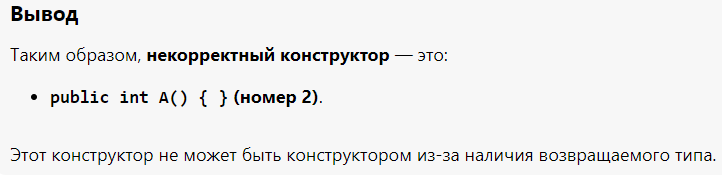 Вывод
Таким образом, некорректный конструктор — это:
• public int A() { } (номер 2).
Этот конструктор не может быть конструктором из-за наличия возвращаемого типа.